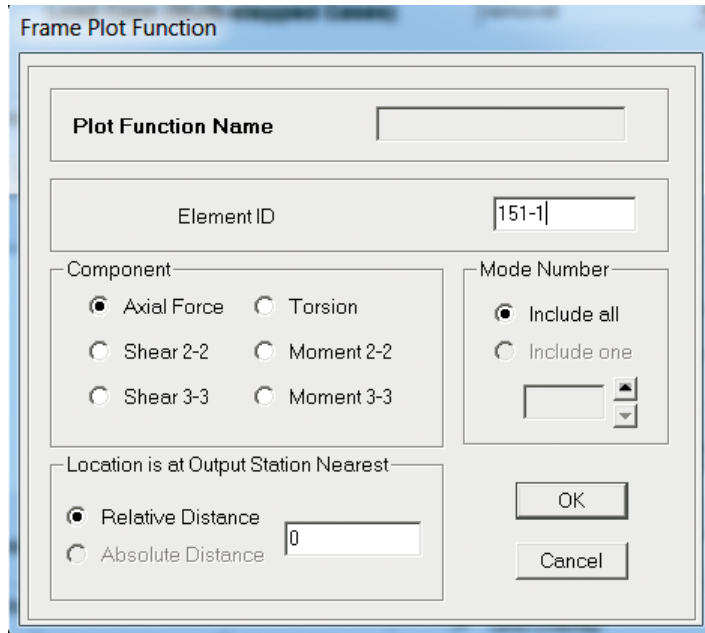 Frame Plot Function
Plot Function Name
Element ID 151-1
Component
Axial Force Torsion
Shear 2-2 Moment 2-2
Shear 3-3 Moment 3-3
Mode Number
Include all
Include one
Location is at Output Station Nearest
Relative Distance
Absolute Distance
0
OK
Cancel